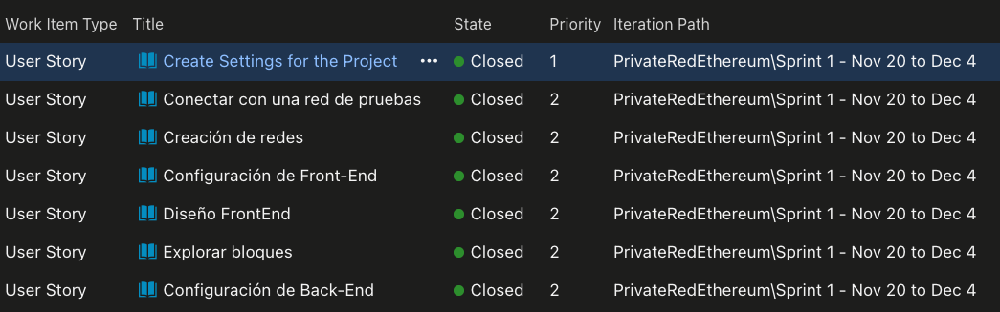 Work Item Type Title State Priority Iteration Path
User Story Create Settings for the Project ••• Closed 1 PrivateRedEthereum\Sprint 1 - Nov 20 to Dec 4
User Story Conectar con una red de pruebas Closed 2 PrivateRedEthereum\Sprint 1 - Nov 20 to Dec 4
User Story Creación de redes Closed 2 PrivateRedEthereum\Sprint 1 - Nov 20 to Dec 4
User Story Configuración de Front-End Closed 2 PrivateRedEthereum\Sprint 1 - Nov 20 to Dec 4
User Story Diseño FrontEnd Closed 2 PrivateRedEthereum\Sprint 1 - Nov 20 to Dec 4
User Story Explorar bloques Closed 2 PrivateRedEthereum\Sprint 1 - Nov 20 to Dec 4
User Story Configuración de Back-End Closed 2 PrivateRedEthereum\Sprint 1 - Nov 20 to Dec 4